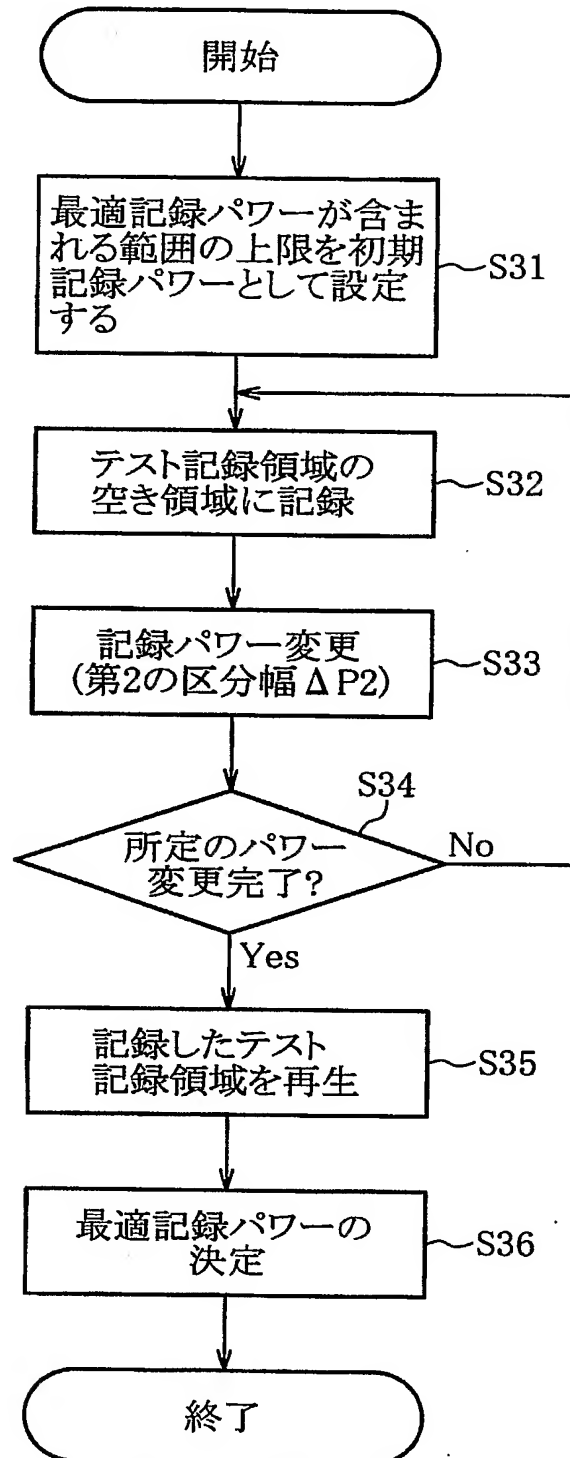 開始
最適記録パワーが含ま
れる範囲の上限を初期
記録パワーとして設定
する
S31
テスト記録領域の
空き領域に記録
S32
記録パワー変更
(第2の区分幅ΔP2)
S33
S34
所定のパワー
変更完了?
No
Yes
記録したテスト
記録領域を再生
S35
最適記録パワーの
決定
S36
終了